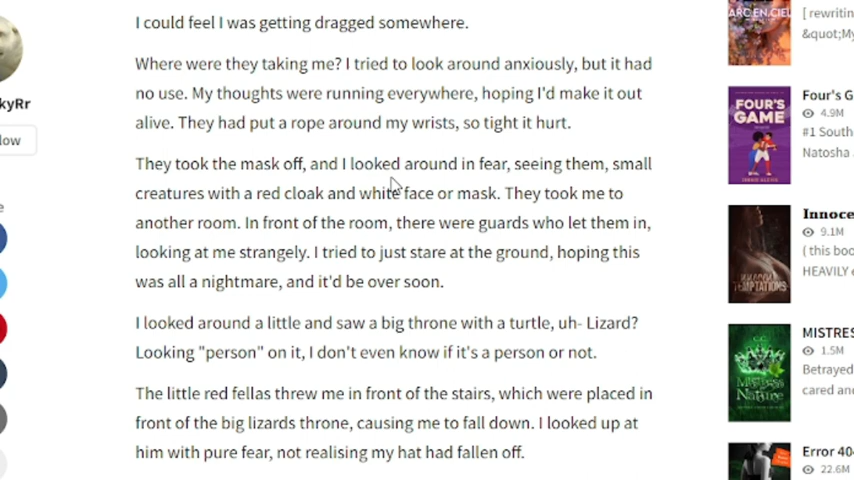 I could feel I was getting dragged somewhere.
Where were they taking me? I tried to look around anxiously, but it had
no use. My thoughts were running everywhere, hoping I'd make it out
alive. They had put a rope around my wrists, so tight it hurt.
They took the mask off, and I looked around in fear, seeing them, small
creatures with a red cloak and white face or mask. They took me to
another room. In front of the room, there were guards who let them in,
looking at me strangely. I tried to just stare at the ground, hoping this
was all a nightmare, and it'd be over soon.
I looked around a little and saw a big throne with a turtle, uh- Lizard?
Looking "person" on it, I don't even know if it's a person or not.
The little red fellas threw me in front of the stairs, which were placed in
front of the big lizards throne, causing me to fall down. I looked up at
him with pure fear, not realising my hat had fallen off.
kyRr
low
e
ARC EN CIEL
[ rewritin
&quot;My
FOUR'S
GAME
Four's G
4.9M
#1 South
Natosha
TEMPTATIONS
Innoce
9.1M
( this boo
HEAVILY e
Mistress
Nature
MISTRES
1.5M
Betrayed
cared and
Error 404
22.6M